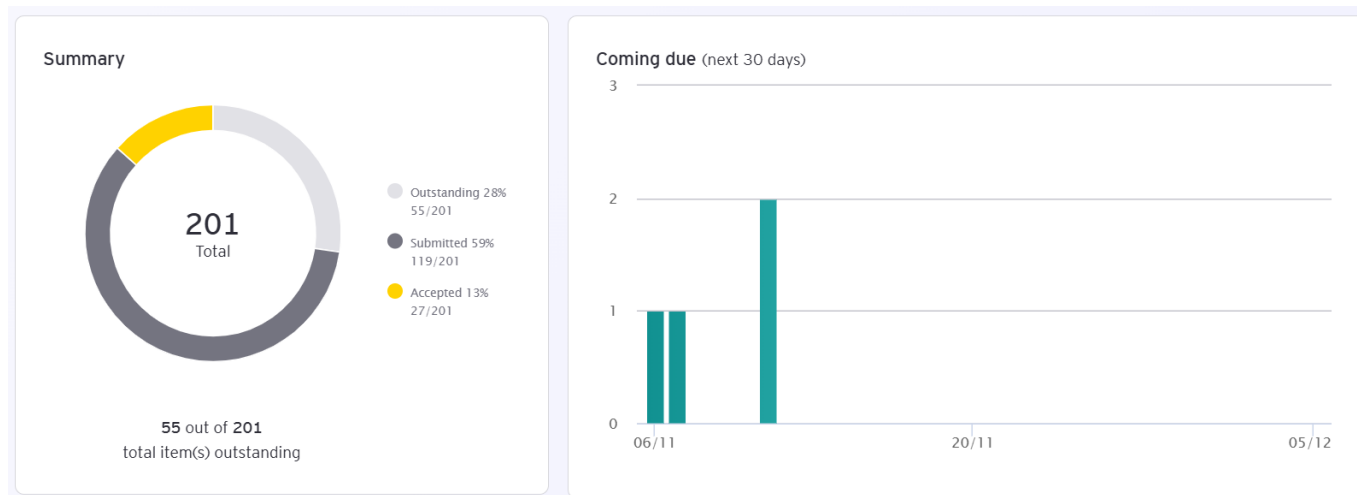 Summary
201
Total
Outstanding 28%
55/201
Submitted 59%
119/201
Accepted 13%
27/201
55 out of 201
total item(s) outstanding
Coming due (next 30 days)
3
2
1
0
06/11
20/11
05/12